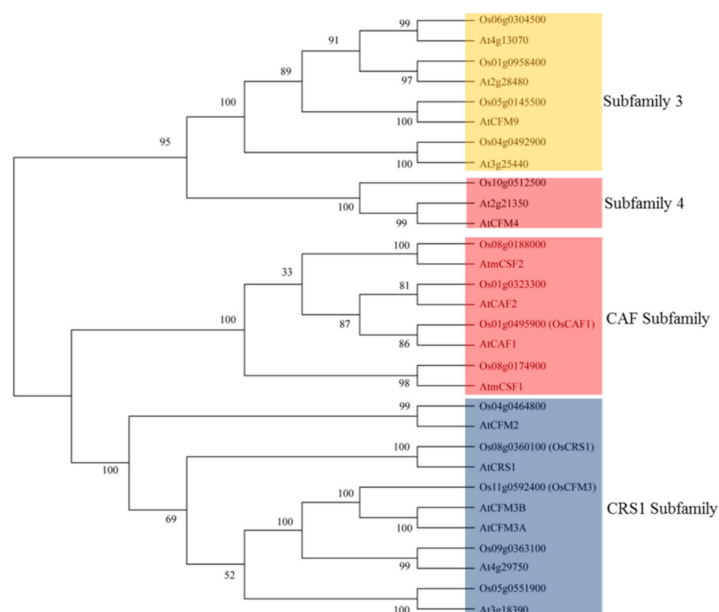 99
Os06g0304500
91
At4g13070
Os01g0958400
89
97
At2g28480
100
Os05g0145500
Subfamily 3
100
AtCFM9
95
Os04g0492900
100
At3g25440
Os10g0512500
100
At2g21350
Subfamily 4
99
AtCFM4
100
Os08g0188000
33
AtmCSF2
81
Os01g0323300
AtCAF2
CAF Subfamily
100
87
Os01g0495900 (OsCAF1)
86
AtCAF1
Os08g0174900
98
AtmCSF1
99
Os04g0464800
AtCFM2
100
100
Os08g0360100 (OsCRS1)
AtCRS1
100
Os11g0592400 (OsCFM3)
69
100
AtCFM3B
CRS1 Subfamily
100
AtCFM3A
Os09g0363100
52
99
At4g29750
Os05g0551900
100
At3g18390